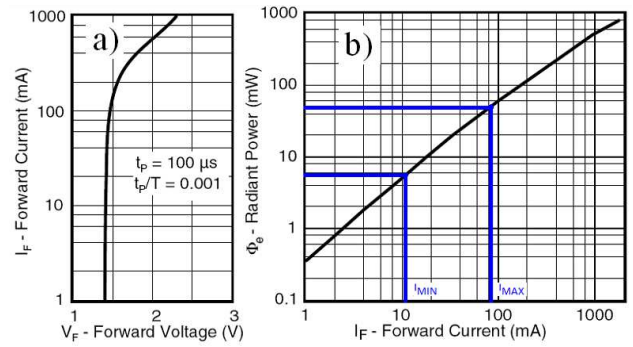 a)
1000
100
10
1
I_F - Forward Current (mA)
t_P = 100 µs
t_P/T = 0.001
1 2 3
V_F - Forward Voltage (V)
b)
1000
100
10
1
0.1
Φ_e - Radiant Power (mW)
I_MIN
I_MAX
1 10 100 1000
I_F - Forward Current (mA)